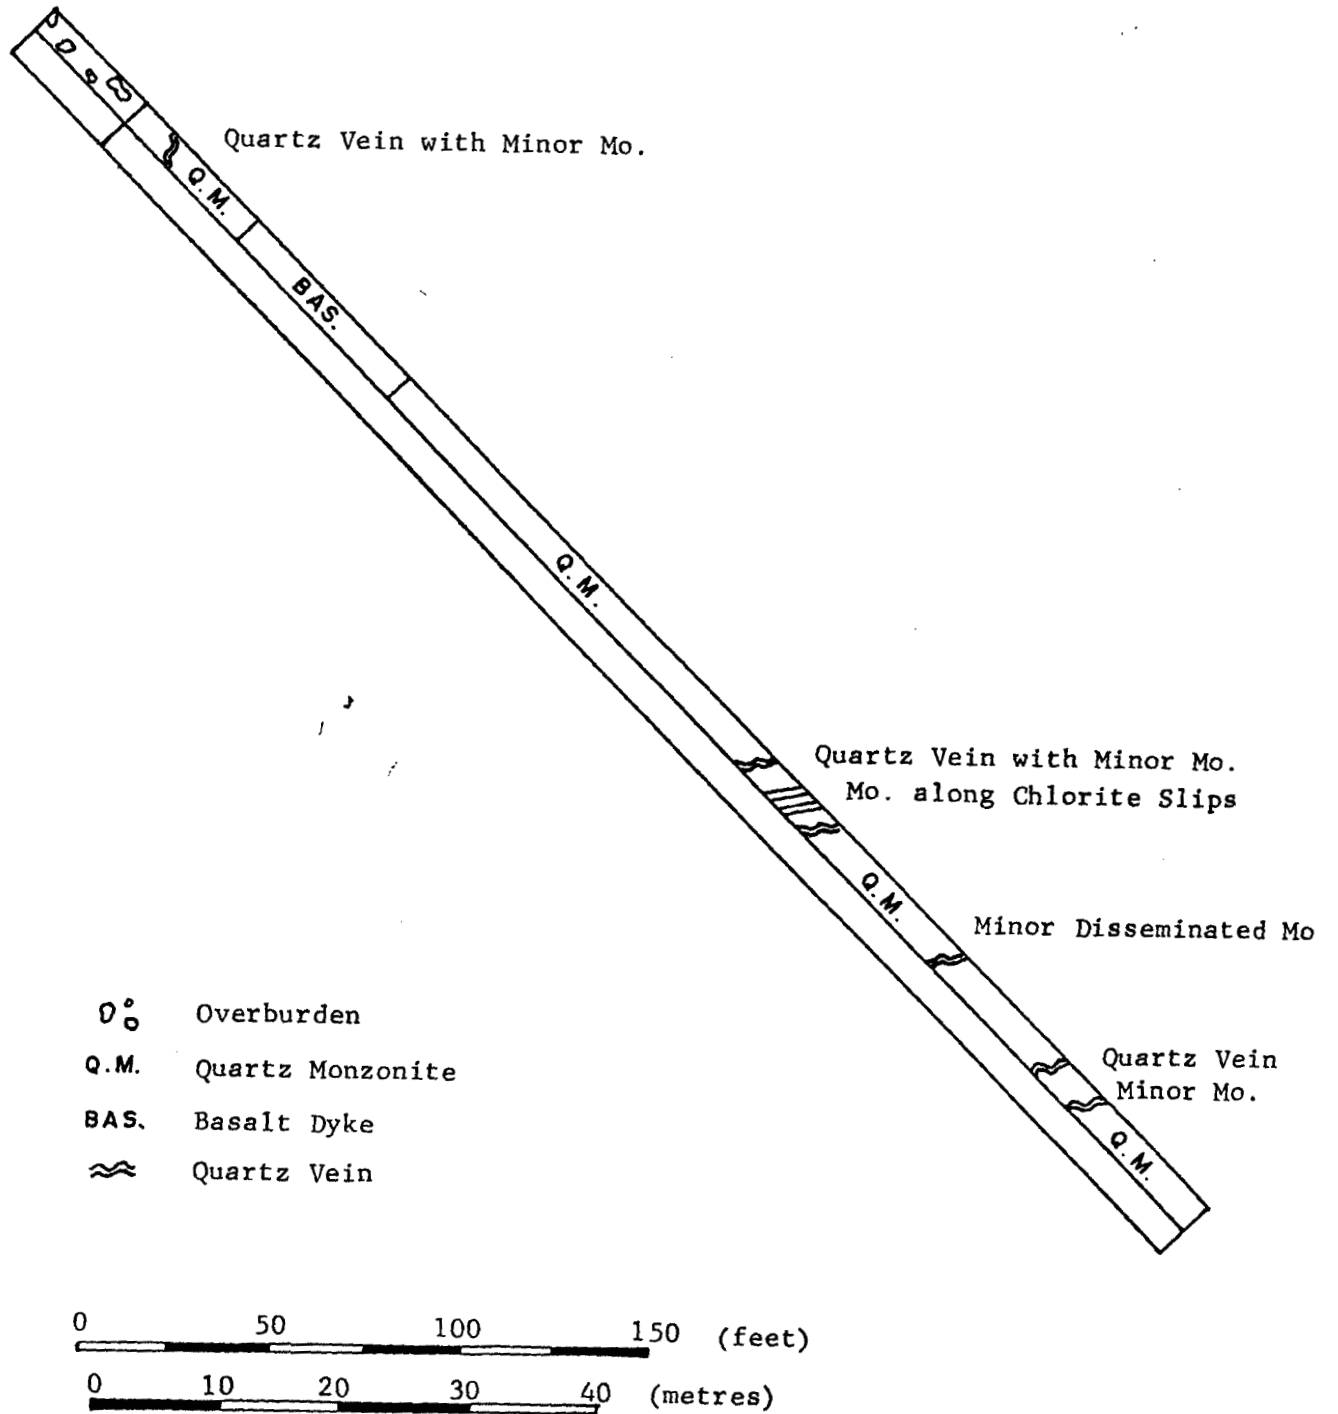 Quartz Vein with Minor Mo.
Q.M.
BAS.
Q.M.
Quartz Vein with Minor Mo.
Mo. along Chlorite Slips
Q.M.
Minor Disseminated Mo
Quartz Vein
Minor Mo.
Q.M.
Overburden
Q.M. Quartz Monzonite
BAS. Basalt Dyke
Quartz Vein
0 50 100 150 (feet)
0 10 20 30 40 (metres)